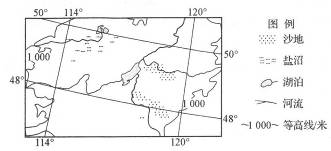 50° 114° 120°
50°
1 000
48°
1 000
48°
114° 120°
图 例
沙地
盐沼
湖泊
河流
~1 000~ 等高线/米